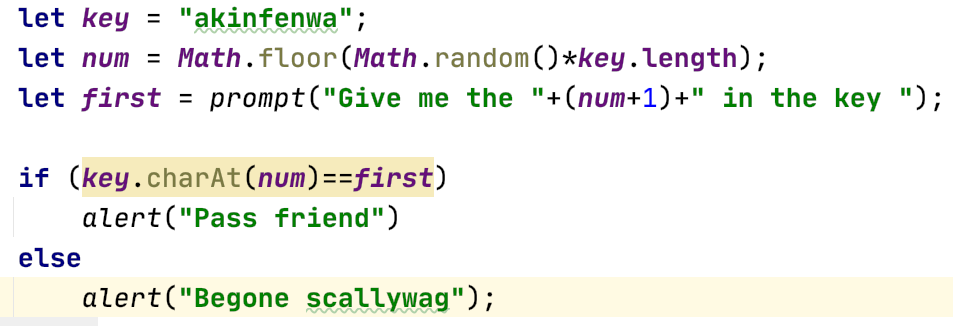 let key = "akinfenwa";
let num = Math.floor(Math.random()*key.length);
let first = prompt("Give me the "+(num+1)+" in the key ");
if (key.charAt(num)==first)
alert("Pass friend")
else
alert("Begone scallywag");